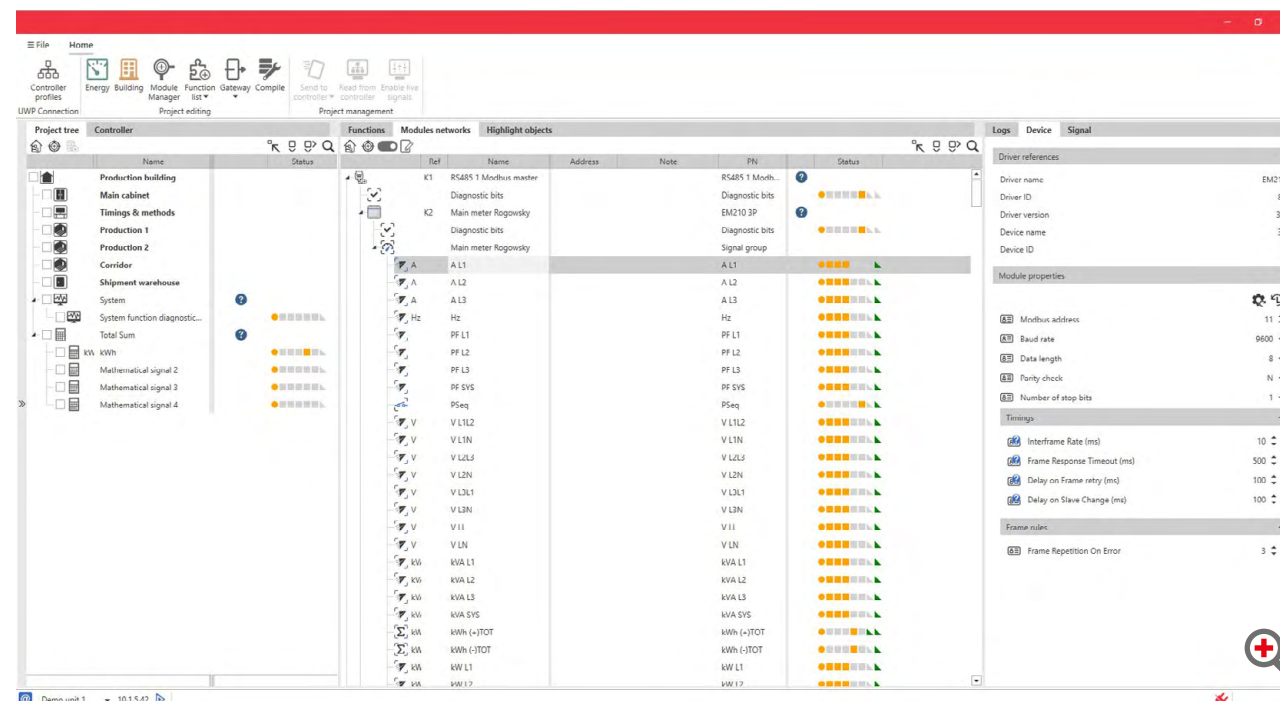 File Home
Controller profiles Energy Building Module Manager Function list Gateway Compile Send to controller Read from controller Enable live signals
UWP Connection Project editing Project management
Project tree Controller
Name Status
Production building
Main cabinet
Timings & methods
Production 1
Production 2
Corridor
Shipment warehouse
System
System function diagnostic...
Total Sum
kWh
Mathematical signal 2
Mathematical signal 3
Mathematical signal 4
Functions Modules networks Highlight objects
Ref Name Address Note PN Status
K1 RS485 1 Modbus master RS485 1 Modb...
Diagnostic bits Diagnostic bits
K2 Main meter Rogowsky EM210 3P
Diagnostic bits Diagnostic bits
Main meter Rogowsky Signal group
A A L1 A L1
A A L2 A L2
A A L3 A L3
Hz Hz Hz
PF L1 PF L1
PF L2 PF L2
PF L3 PF L3
PF SYS PF SYS
PSeq PSeq
V V L1L2 V L1L2
V V L1N V L1N
V V L2L3 V L2L3
V V L2N V L2N
V V L3L1 V L3L1
V V L3N V L3N
V V LL V LL
V V LN V LN
kVA L1 kVA L1
kVA L2 kVA L2
kVA L3 kVA L3
kVA SYS kVA SYS
kWh (+)TOT kWh (+)TOT
kWh (-)TOT kWh (-)TOT
kW L1 kW L1
kW L2 kW L2
Logs Device Signal
Driver references
Driver name EM21
Driver ID 8
Driver version 3
Device name 3
Device ID
Module properties
Modbus address 11
Baud rate 9600
Data length 8
Parity check N
Number of stop bits 1
Timings
Interframe Rate (ms) 10
Frame Response Timeout (ms) 500
Delay on Frame retry (ms) 100
Delay on Slave Change (ms) 100
Frame rules
Frame Repetition On Error 3
Demo unit 1 10.1.5.42